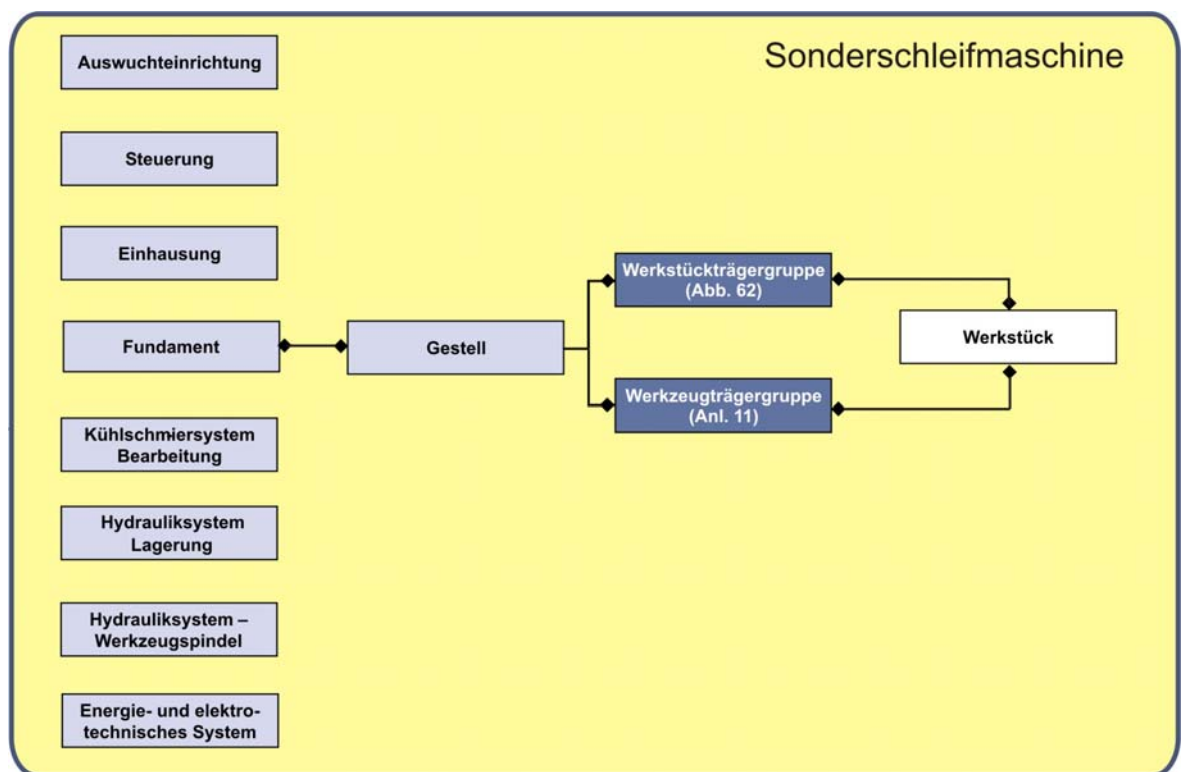 Sonderschleifmaschine
Auswuchteinrichtung
Steuerung
Einhausung
Fundament
Gestell
Werkstückträgergruppe
(Abb. 62)
Werkzeugträgergruppe
(Anl. 11)
Werkstück
Kühlschmiersystem
Bearbeitung
Hydrauliksystem
Lagerung
Hydrauliksystem –
Werkzeugspindel
Energie- und elektro-
technisches System